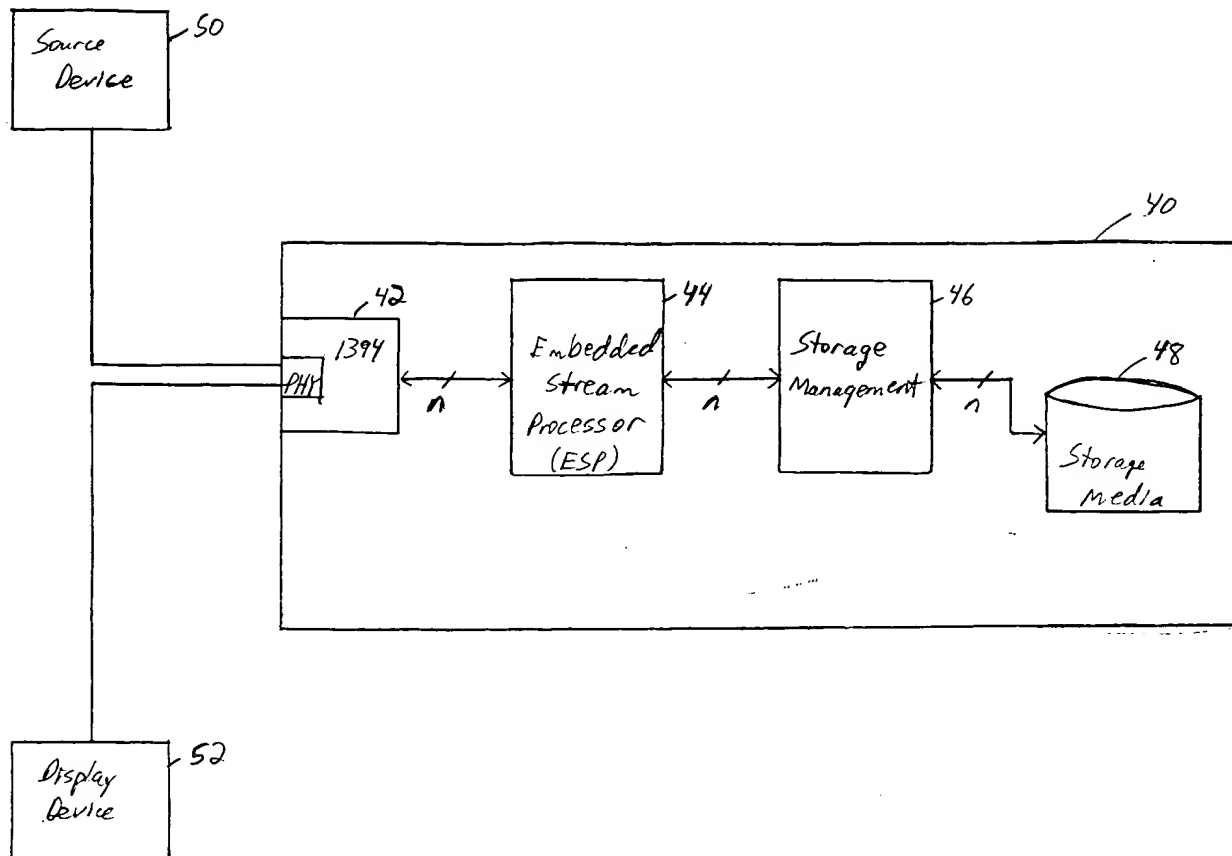 Source
Device
50
40
42
1394
PHY
n
44
Embedded
Stream
Processor
(ESP)
n
46
Storage
Management
n
48
Storage
Media
Display
Device
52